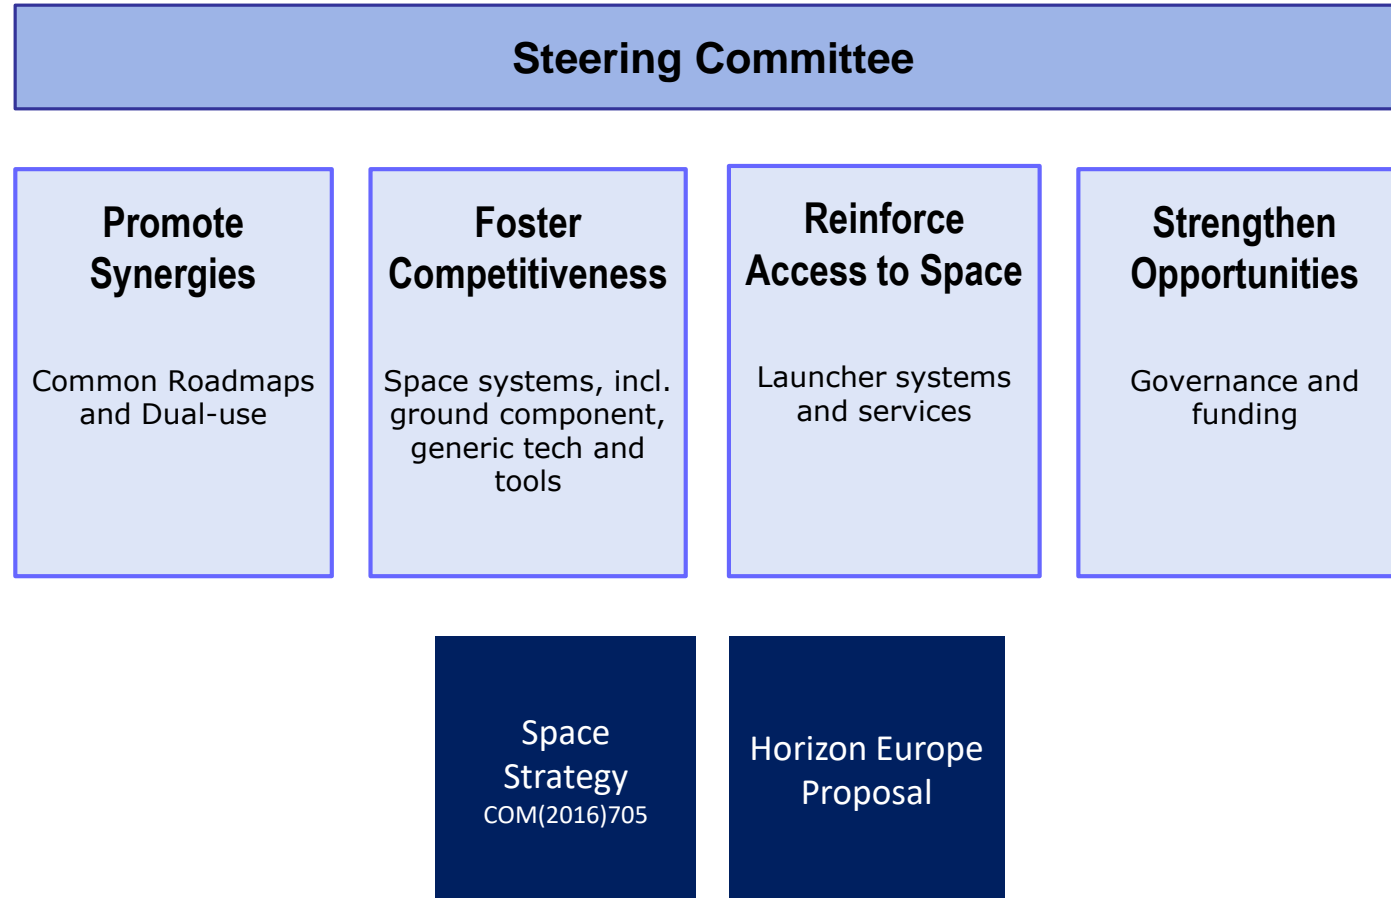 Steering Committee
Promote
Synergies
Common Roadmaps
and Dual-use
Foster
Competitiveness
Space systems, incl.
ground component,
generic tech and
tools
Reinforce
Access to Space
Launcher systems
and services
Strengthen
Opportunities
Governance and
funding
Space
Strategy
COM(2016)705
Horizon Europe
Proposal